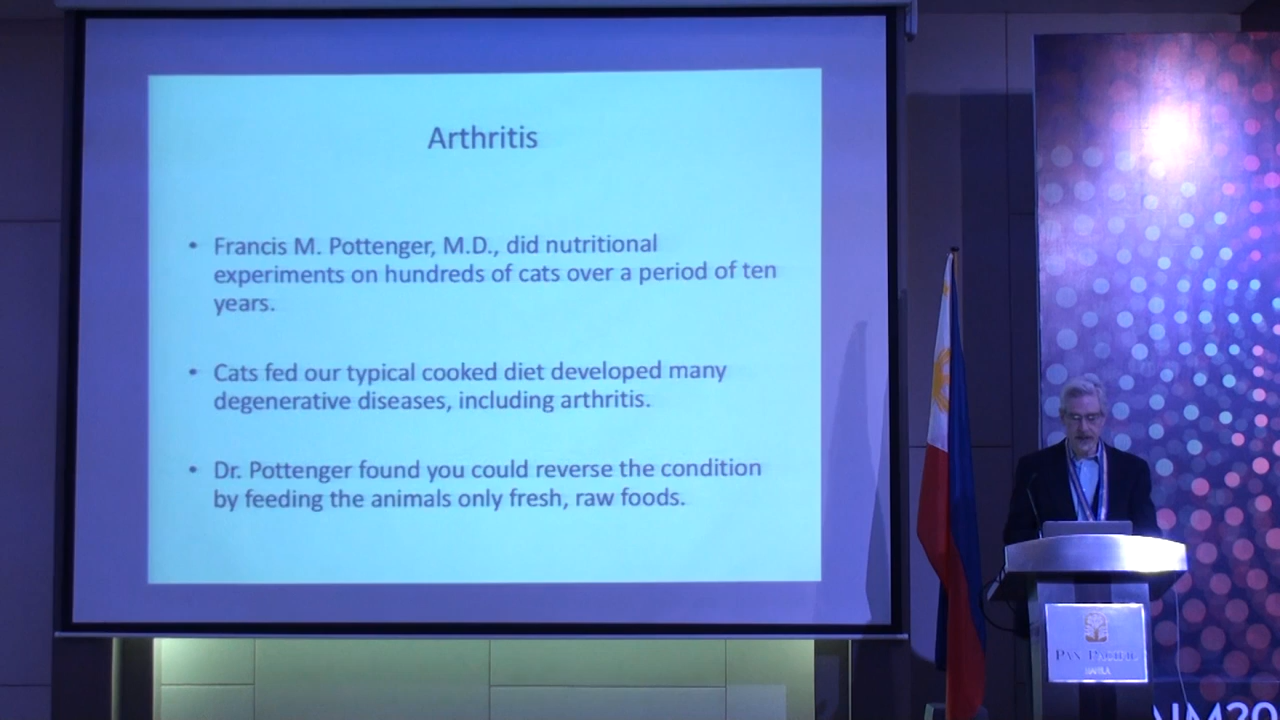 Arthritis
• Francis M. Pottenger, M.D., did nutritional
experiments on hundreds of cats over a period of ten
years.
• Cats fed our typical cooked diet developed many
degenerative diseases, including arthritis.
• Dr. Pottenger found you could reverse the condition
by feeding the animals only fresh, raw foods.
PAN PACIFIC
MANILA